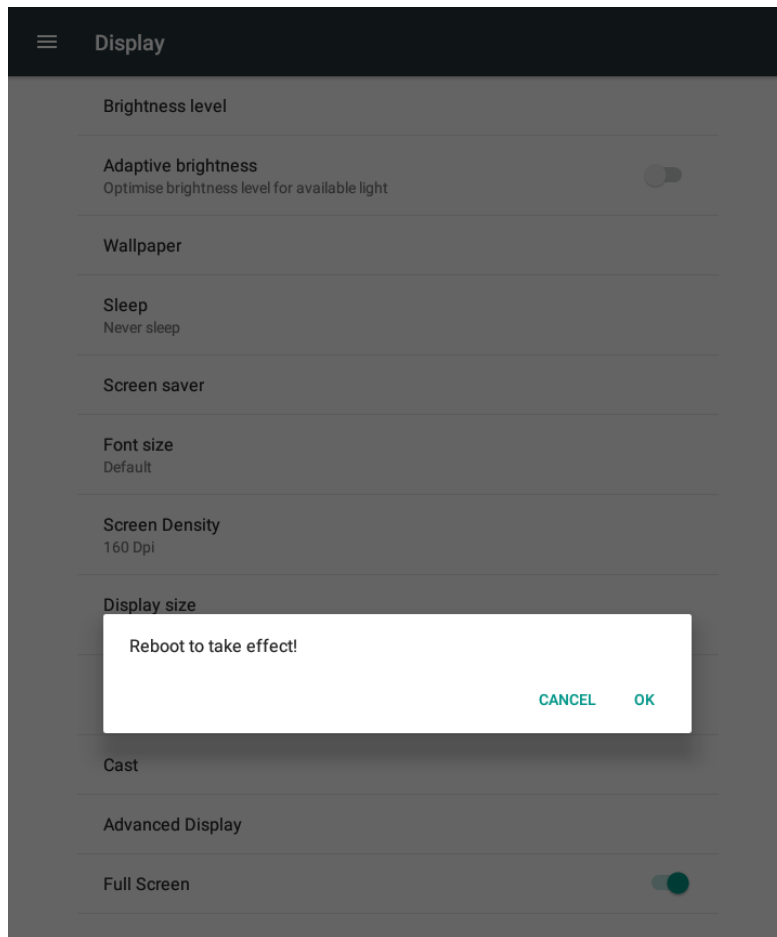 Display
Brightness level
Adaptive brightness
Optimise brightness level for available light
Wallpaper
Sleep
Never sleep
Screen saver
Font size
Default
Screen Density
160 Dpi
Display size
Reboot to take effect!
CANCEL OK
Cast
Advanced Display
Full Screen